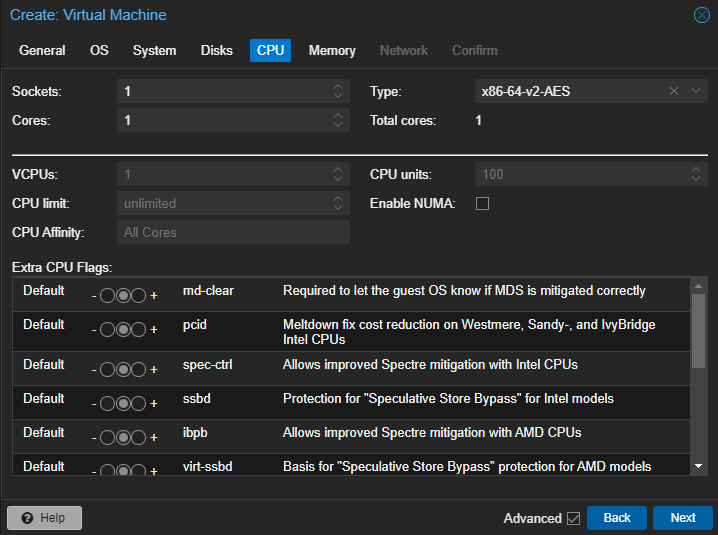 Create: Virtual Machine
General OS System Disks CPU Memory Network Confirm
Sockets: 1 Type: x86-64-v2-AES
Cores: 1 Total cores: 1
VCPUs: 1 CPU units: 100
CPU limit: unlimited Enable NUMA:
CPU Affinity: All Cores
Extra CPU Flags:
Default - + md-clear Required to let the guest OS know if MDS is mitigated correctly
Default - + pcid Meltdown fix cost reduction on Westmere, Sandy-, and IvyBridge
Intel CPUs
Default - + spec-ctrl Allows improved Spectre mitigation with Intel CPUs
Default - + ssbd Protection for "Speculative Store Bypass" for Intel models
Default - + ibpb Allows improved Spectre mitigation with AMD CPUs
Default - + virt-ssbd Basis for "Speculative Store Bypass" protection for AMD models
? Help Advanced Back Next